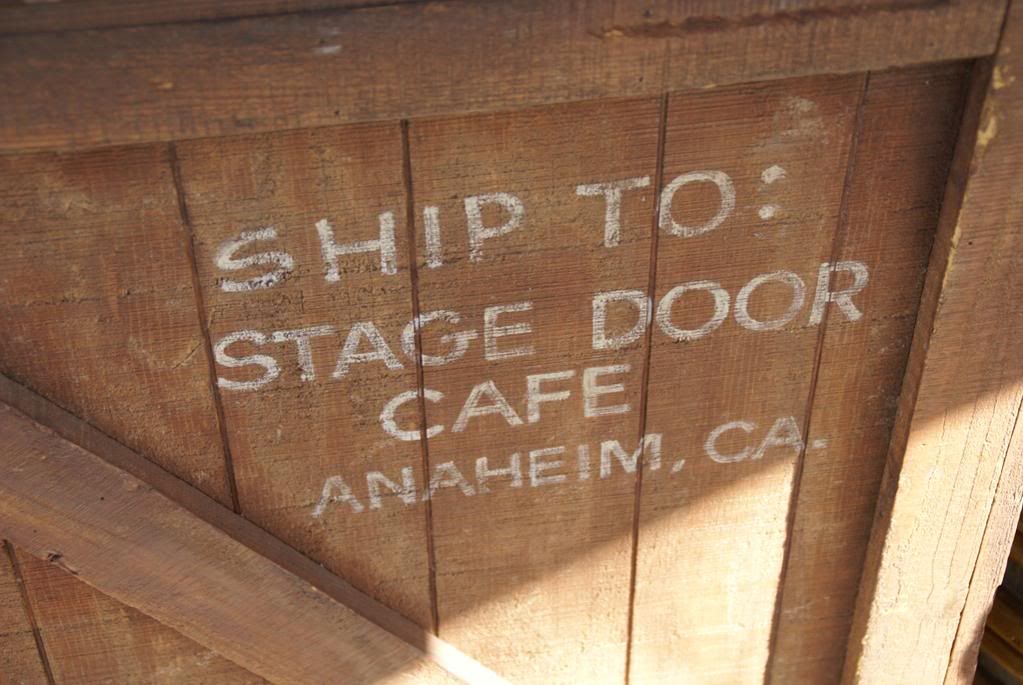 SHIP TO:
STAGE DOOR
CAFE
ANAHEIM, CA.